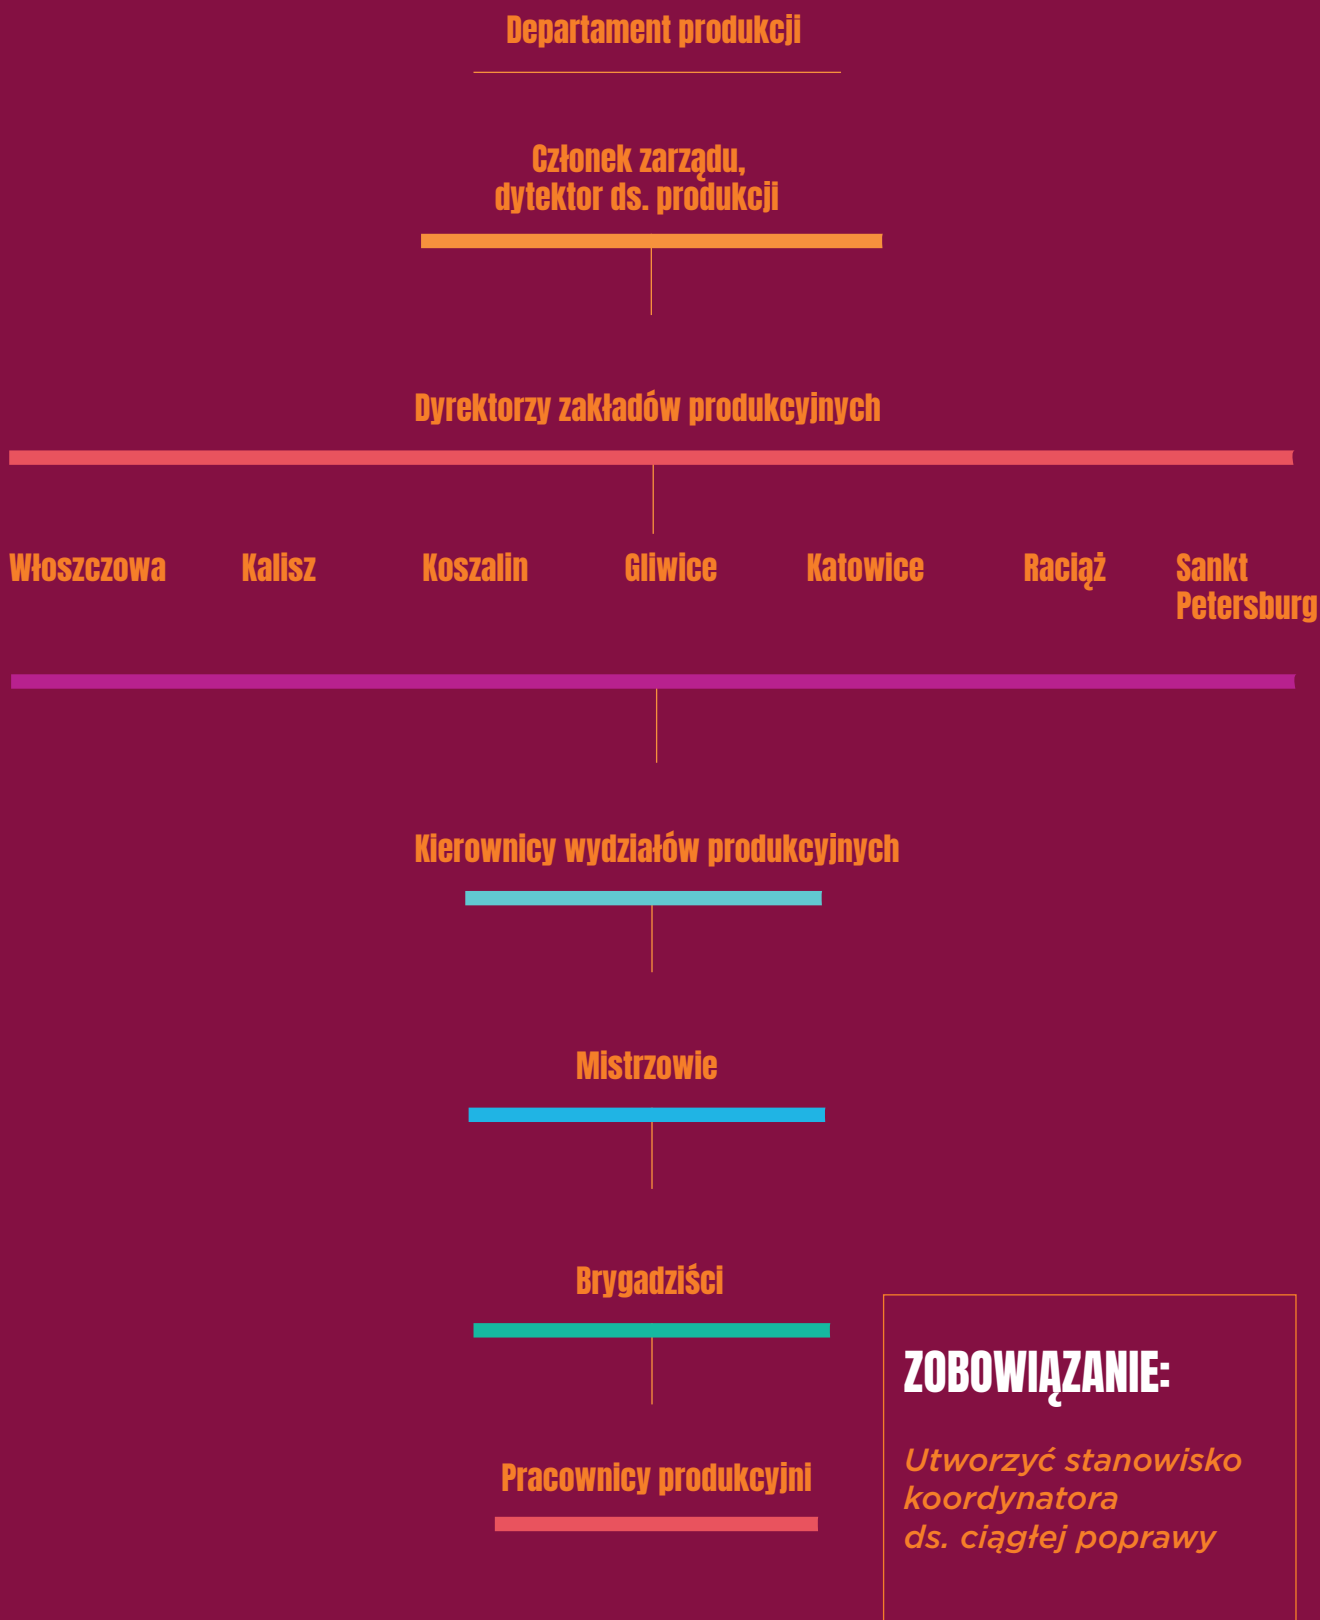 Departament produkcji
Członek zarządu,
dytektor ds. produkcji
Dyrektorzy zakładów produkcyjnych
Włoszczowa Kalisz Koszalin Gliwice Katowice Raciąż Sankt
Petersburg
Kierownicy wydziałów produkcyjnych
Mistrzowie
Brygadziści
Pracownicy produkcyjni
ZOBOWIĄZANIE:
Utworzyć stanowisko
koordynatora
ds. ciągłej poprawy